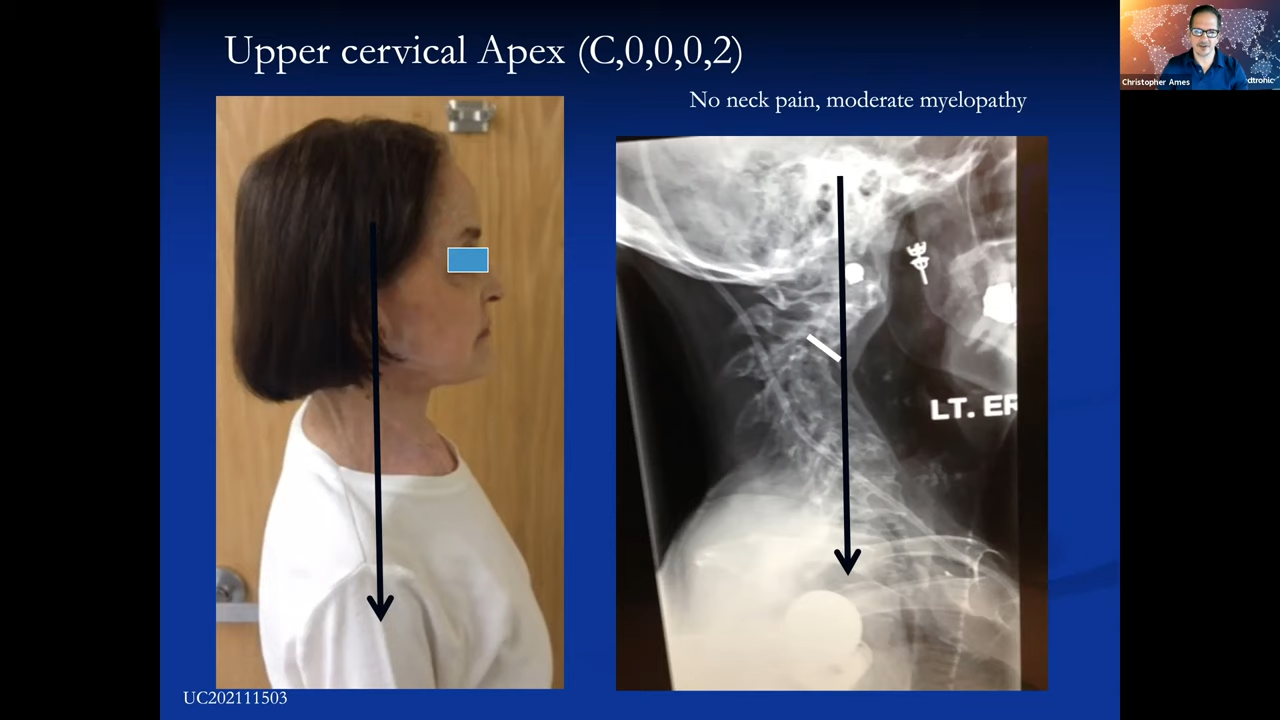 Upper cervical Apex (C,0,0,0,2)
No neck pain, moderate myelopathy
Christopher Ames
dtronic
LT. ER
UC202111503